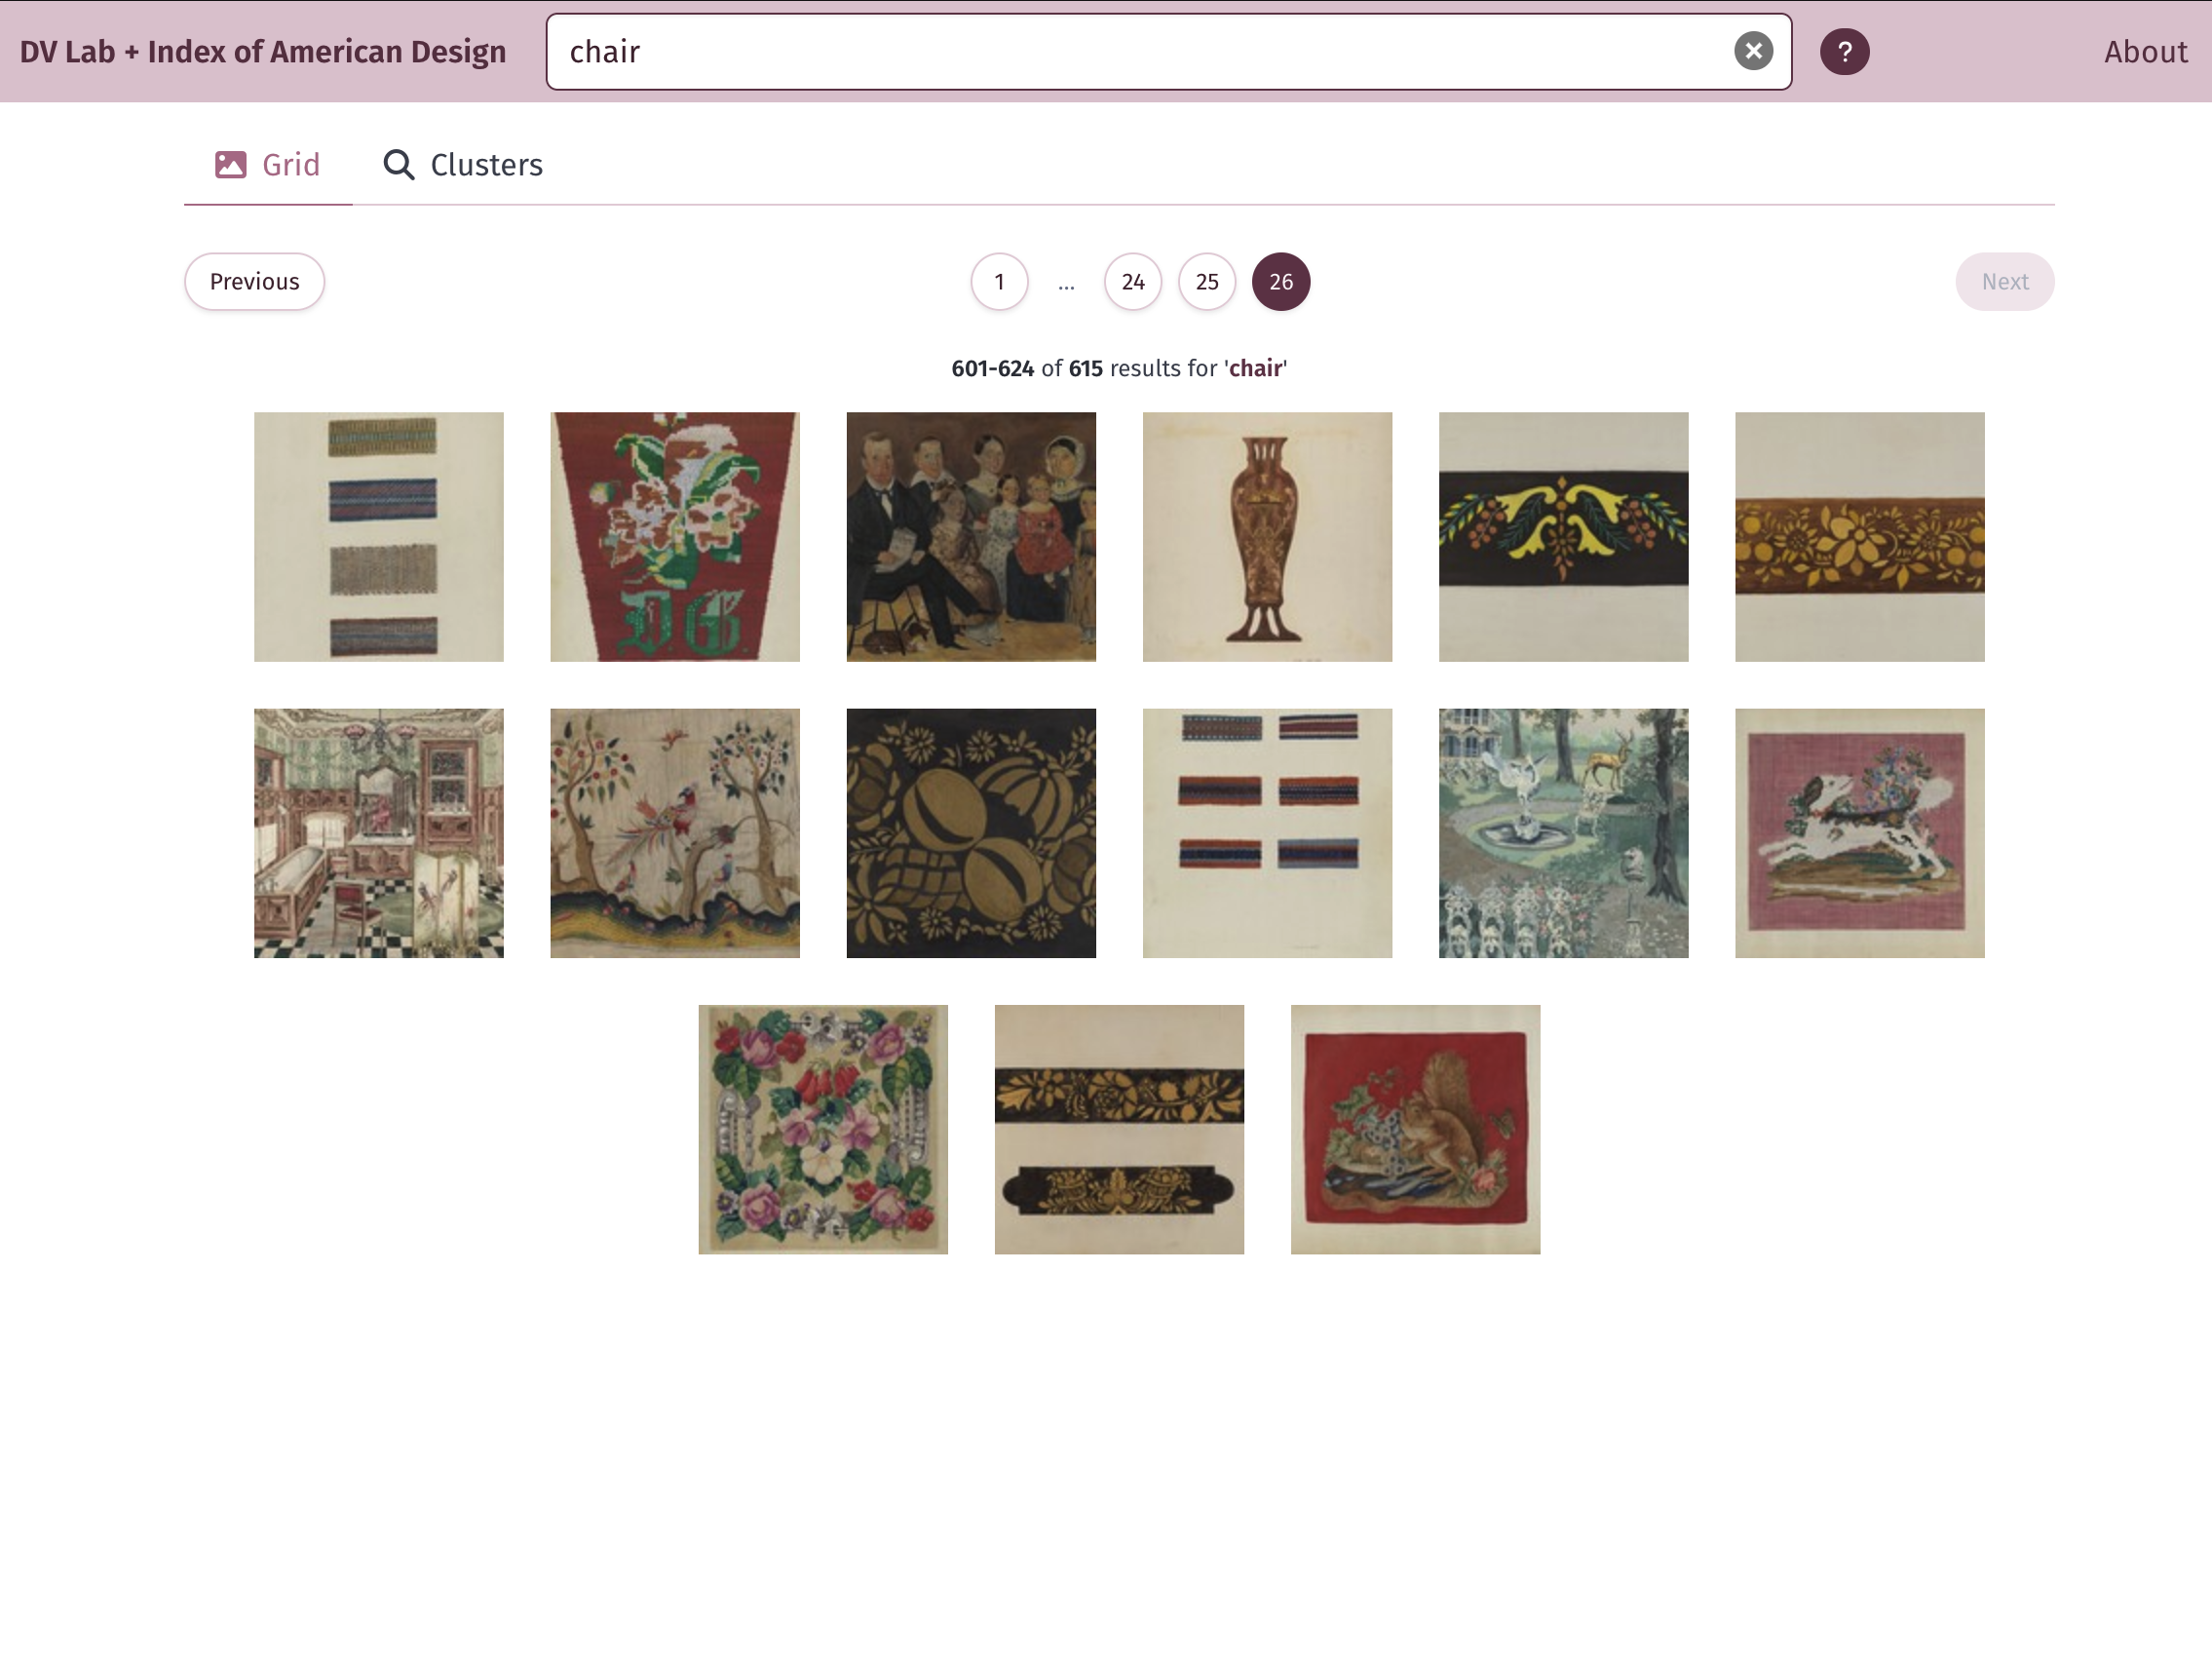 DV Lab + Index of American Design
chair
?
About
Grid
Clusters
Previous
1
...
24
25
26
Next
601-624 of 615 results for 'chair'
D.G.